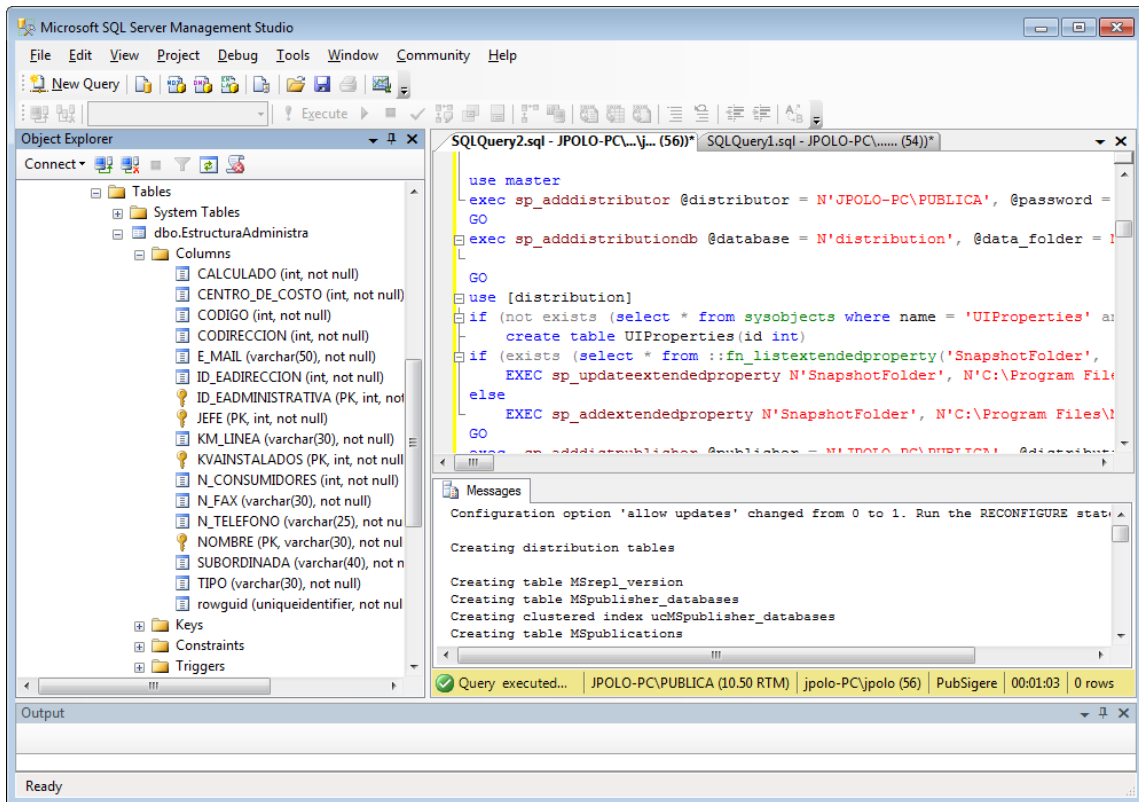 Microsoft SQL Server Management Studio
File Edit View Project Debug Tools Window Community Help
New Query
Execute
Object Explorer
Connect
Tables
System Tables
dbo.EstructuraAdministra
Columns
CALCULADO (int, not null)
CENTRO_DE_COSTO (int, not null)
CODIGO (int, not null)
CODIRECCION (int, not null)
E_MAIL (varchar(50), not null)
ID_EADIRECCION (int, not null)
ID_EADMINISTRATIVA (PK, int, not
JEFE (PK, int, not null)
KM_LINEA (varchar(30), not null)
KVAINSTALADOS (PK, int, not null
N_CONSUMIDORES (int, not null)
N_FAX (varchar(30), not null)
N_TELEFONO (varchar(25), not nu
NOMBRE (PK, varchar(30), not nul
SUBORDINADA (varchar(40), not n
TIPO (varchar(30), not null)
rowguid (uniqueidentifier, not nul
Keys
Constraints
Triggers
SQLQuery2.sql - JPOLO-PC\...\j... (56))* SQLQuery1.sql - JPOLO-PC\...... (54))*
use master
exec sp_adddistributor @distributor = N'JPOLO-PC\PUBLICA', @password =
GO
exec sp_adddistributiondb @database = N'distribution', @data_folder = N
GO
use [distribution]
if (not exists (select * from sysobjects where name = 'UIProperties' an
create table UIProperties(id int)
if (exists (select * from ::fn_listextendedproperty('SnapshotFolder',
EXEC sp_updateextendedproperty N'SnapshotFolder', N'C:\Program File
else
EXEC sp_addextendedproperty N'SnapshotFolder', N'C:\Program Files\M
GO
exec sp_adddistpublisher @publisher = N'JPOLO-PC\PUBLICA', @distribut
Messages
Configuration option 'allow updates' changed from 0 to 1. Run the RECONFIGURE stat
Creating distribution tables
Creating table MSrepl_version
Creating table MSpublisher_databases
Creating clustered index ucMSpublisher_databases
Creating table MSpublications
Query executed... JPOLO-PC\PUBLICA (10.50 RTM) jpolo-PC\jpolo (56) PubSigere 00:01:03 0 rows
Output
Ready